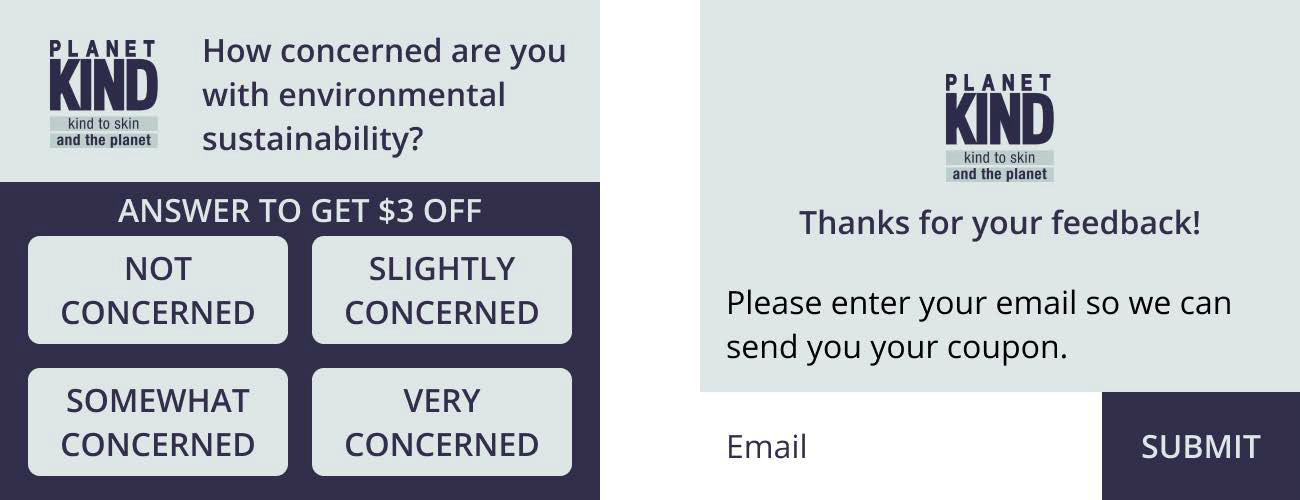 PLANET
KIND
kind to skin
and the planet
How concerned are you
with environmental
sustainability?
ANSWER TO GET $3 OFF
NOT
CONCERNED
SLIGHTLY
CONCERNED
SOMEWHAT
CONCERNED
VERY
CONCERNED
PLANET
KIND
kind to skin
and the planet
Thanks for your feedback!
Please enter your email so we can
send you your coupon.
Email
SUBMIT